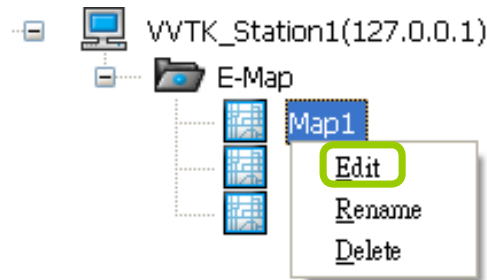 VVTK_Station1(127.0.0.1)
E-Map
Map1
Edit
Rename
Delete